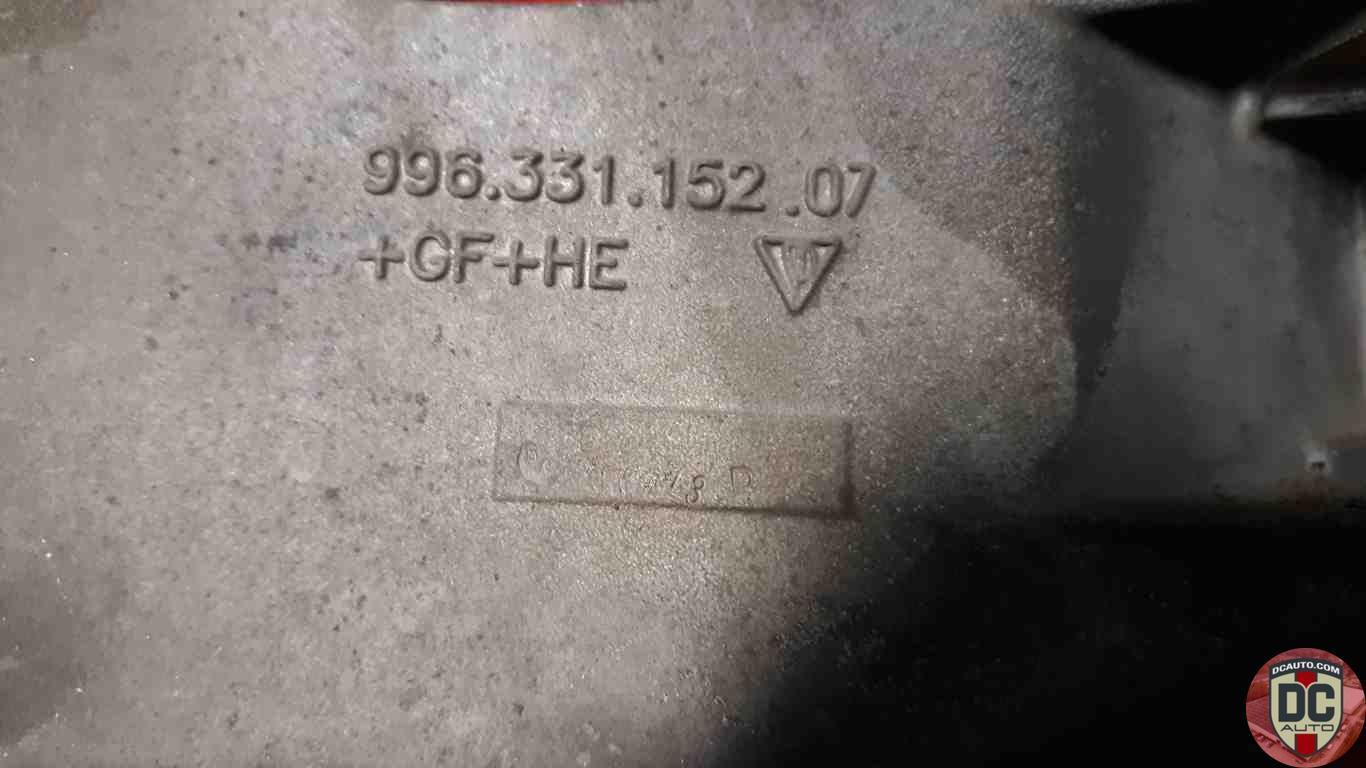 996.331.152.07
+GF+HE
DCAUTO.COM
DC
AUTO